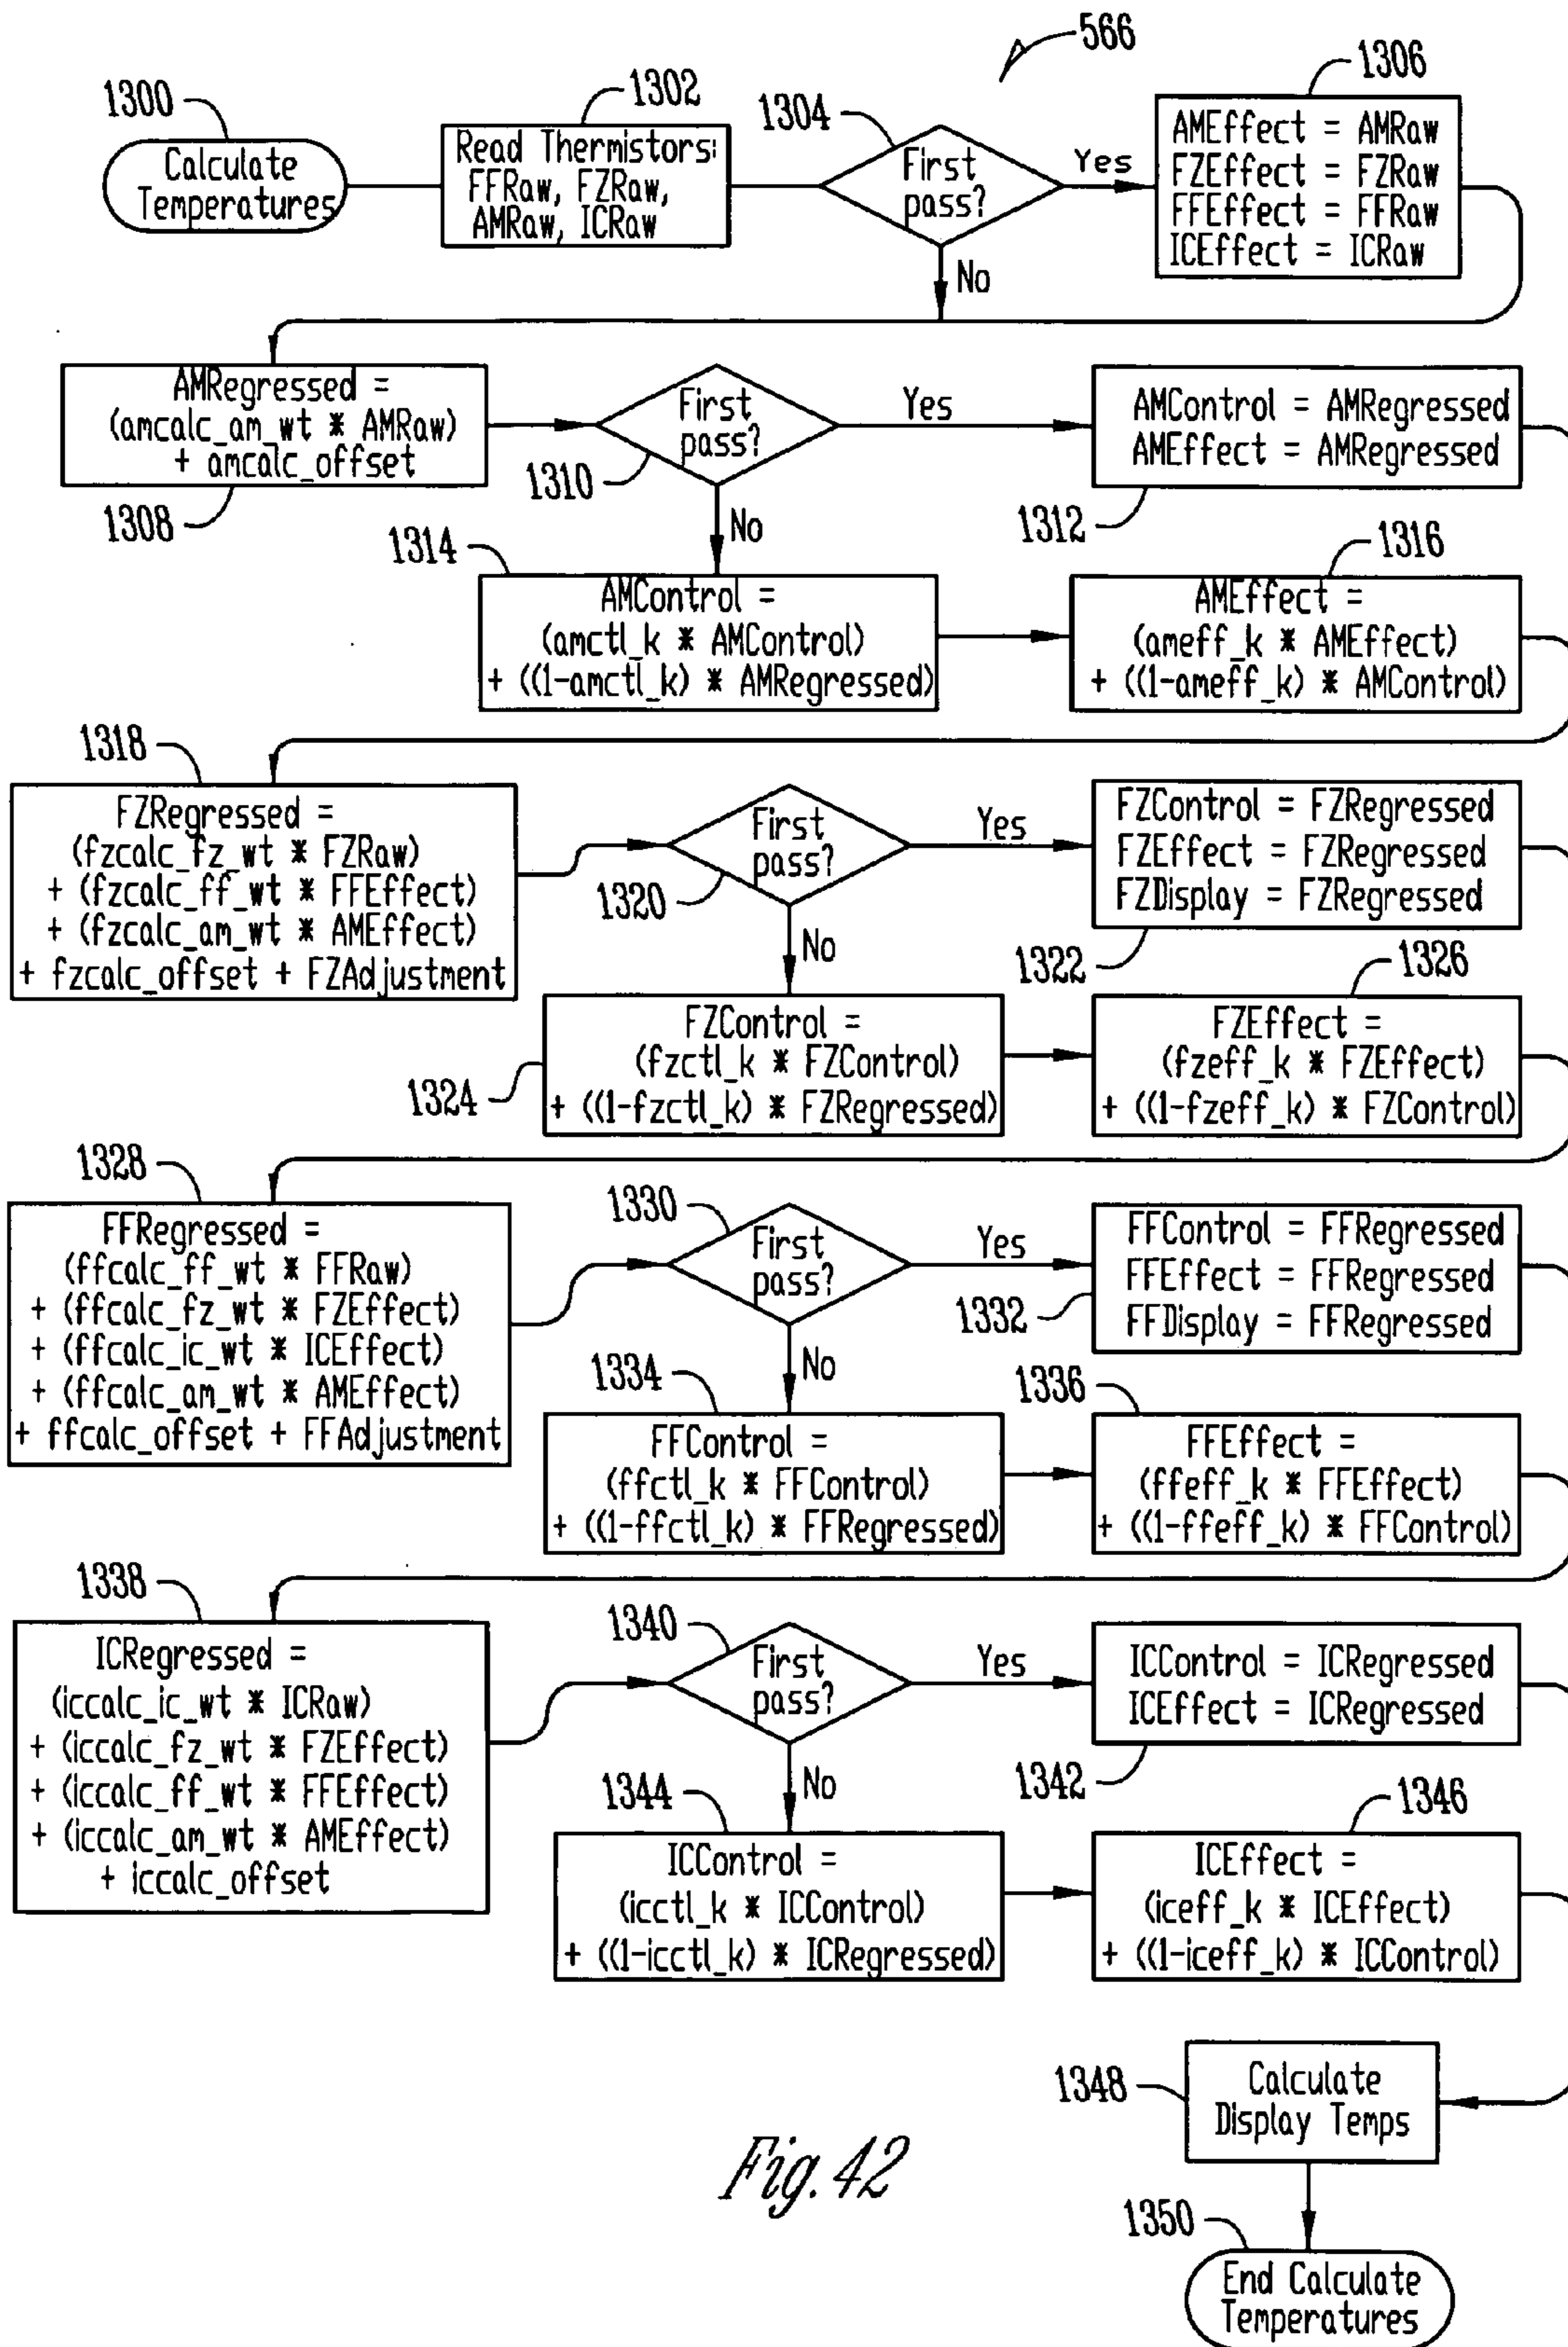 566
1300
Calculate
Temperatures
1302
Read Thermistors:
FFRaw, FZRaw,
AMRaw, ICRaw
1304
First
pass?
Yes
No
1306
AMEffect = AMRaw
FZEffect = FZRaw
FFEffect = FFRaw
ICEffect = ICRaw
AMRegressed =
(amcalc_am_wt * AMRaw)
+ amcalc_offset
1308
First
pass?
1310
Yes
No
AMControl = AMRegressed
AMEffect = AMRegressed
1312
1314
AMControl =
(amctl_k * AMControl)
+ ((1-amctl_k) * AMRegressed)
1316
AMEffect =
(ameff_k * AMEffect)
+ ((1-ameff_k) * AMControl)
1318
FZRegressed =
(fzcalc_fz_wt * FZRaw)
+ (fzcalc_ff_wt * FFEffect)
+ (fzcalc_am_wt * AMEffect)
+ fzcalc_offset + FZAdjustment
First
pass?
1320
Yes
No
FZControl = FZRegressed
FZEffect = FZRegressed
FZDisplay = FZRegressed
1322
1324
FZControl =
(fzctl_k * FZControl)
+ ((1-fzctl_k) * FZRegressed)
1326
FZEffect =
(fzeff_k * FZEffect)
+ ((1-fzeff_k) * FZControl)
1328
FFRegressed =
(ffcalc_ff_wt * FFRaw)
+ (ffcalc_fz_wt * FZEffect)
+ (ffcalc_ic_wt * ICEffect)
+ (ffcalc_am_wt * AMEffect)
+ ffcalc_offset + FFAdjustment
1330
First
pass?
Yes
No
FFControl = FFRegressed
FFEffect = FFRegressed
FFDisplay = FFRegressed
1332
1334
FFControl =
(ffctl_k * FFControl)
+ ((1-ffctl_k) * FFRegressed)
1336
FFEffect =
(ffeff_k * FFEffect)
+ ((1-ffeff_k) * FFControl)
1338
ICRegressed =
(iccalc_ic_wt * ICRaw)
+ (iccalc_fz_wt * FZEffect)
+ (iccalc_ff_wt * FFEffect)
+ (iccalc_am_wt * AMEffect)
+ iccalc_offset
1340
First
pass?
Yes
No
ICControl = ICRegressed
ICEffect = ICRegressed
1342
1344
ICControl =
(icctl_k * ICControl)
+ ((1-icctl_k) * ICRegressed)
1346
ICEffect =
(iceff_k * ICEffect)
+ ((1-iceff_k) * ICControl)
1348
Calculate
Display Temps
1350
End Calculate
Temperatures
Fig. 42